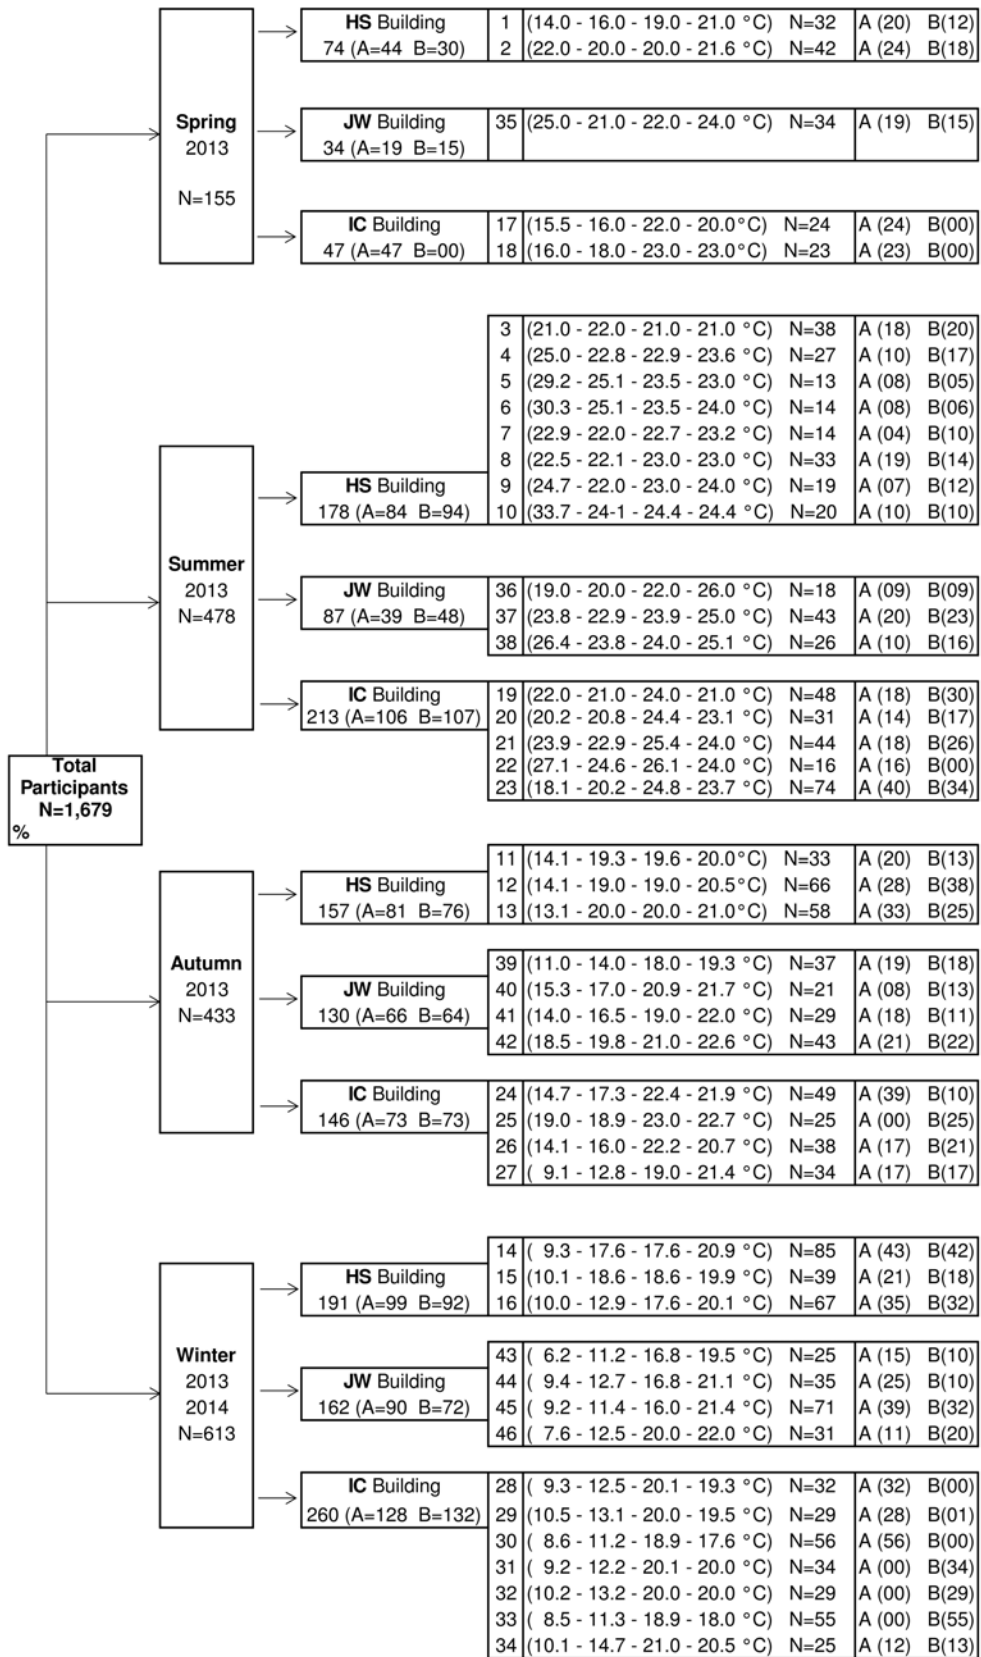 HS Building
74 (A=44 B=30)
1 (14.0 - 16.0 - 19.0 - 21.0 °C) N=32 A (20) B(12)
2 (22.0 - 20.0 - 20.0 - 21.6 °C) N=42 A (24) B(18)
Spring
2013
N=155
JW Building
34 (A=19 B=15)
35 (25.0 - 21.0 - 22.0 - 24.0 °C) N=34 A (19) B(15)
IC Building
47 (A=47 B=00)
17 (15.5 - 16.0 - 22.0 - 20.0°C) N=24 A (24) B(00)
18 (16.0 - 18.0 - 23.0 - 23.0°C) N=23 A (23) B(00)
3 (21.0 - 22.0 - 21.0 - 21.0 °C) N=38 A (18) B(20)
4 (25.0 - 22.8 - 22.9 - 23.6 °C) N=27 A (10) B(17)
5 (29.2 - 25.1 - 23.5 - 23.0 °C) N=13 A (08) B(05)
6 (30.3 - 25.1 - 23.5 - 24.0 °C) N=14 A (08) B(06)
7 (22.9 - 22.0 - 22.7 - 23.2 °C) N=14 A (04) B(10)
8 (22.5 - 22.1 - 23.0 - 23.0 °C) N=33 A (19) B(14)
HS Building
178 (A=84 B=94)
9 (24.7 - 22.0 - 23.0 - 24.0 °C) N=19 A (07) B(12)
10 (33.7 - 24-1 - 24.4 - 24.4 °C) N=20 A (10) B(10)
Summer
2013
N=478
JW Building
87 (A=39 B=48)
36 (19.0 - 20.0 - 22.0 - 26.0 °C) N=18 A (09) B(09)
37 (23.8 - 22.9 - 23.9 - 25.0 °C) N=43 A (20) B(23)
38 (26.4 - 23.8 - 24.0 - 25.1 °C) N=26 A (10) B(16)
IC Building
213 (A=106 B=107)
19 (22.0 - 21.0 - 24.0 - 21.0 °C) N=48 A (18) B(30)
20 (20.2 - 20.8 - 24.4 - 23.1 °C) N=31 A (14) B(17)
21 (23.9 - 22.9 - 25.4 - 24.0 °C) N=44 A (18) B(26)
22 (27.1 - 24.6 - 26.1 - 24.0 °C) N=16 A (16) B(00)
23 (18.1 - 20.2 - 24.8 - 23.7 °C) N=74 A (40) B(34)
Total
Participants
N=1,679
%
11 (14.1 - 19.3 - 19.6 - 20.0°C) N=33 A (20) B(13)
HS Building
157 (A=81 B=76)
12 (14.1 - 19.0 - 19.0 - 20.5°C) N=66 A (28) B(38)
13 (13.1 - 20.0 - 20.0 - 21.0°C) N=58 A (33) B(25)
Autumn
2013
N=433
39 (11.0 - 14.0 - 18.0 - 19.3 °C) N=37 A (19) B(18)
JW Building
130 (A=66 B=64)
40 (15.3 - 17.0 - 20.9 - 21.7 °C) N=21 A (08) B(13)
41 (14.0 - 16.5 - 19.0 - 22.0 °C) N=29 A (18) B(11)
42 (18.5 - 19.8 - 21.0 - 22.6 °C) N=43 A (21) B(22)
IC Building
146 (A=73 B=73)
24 (14.7 - 17.3 - 22.4 - 21.9 °C) N=49 A (39) B(10)
25 (19.0 - 18.9 - 23.0 - 22.7 °C) N=25 A (00) B(25)
26 (14.1 - 16.0 - 22.2 - 20.7 °C) N=38 A (17) B(21)
27 ( 9.1 - 12.8 - 19.0 - 21.4 °C) N=34 A (17) B(17)
14 ( 9.3 - 17.6 - 17.6 - 20.9 °C) N=85 A (43) B(42)
HS Building
191 (A=99 B=92)
15 (10.1 - 18.6 - 18.6 - 19.9 °C) N=39 A (21) B(18)
16 (10.0 - 12.9 - 17.6 - 20.1 °C) N=67 A (35) B(32)
Winter
2013
2014
N=613
43 ( 6.2 - 11.2 - 16.8 - 19.5 °C) N=25 A (15) B(10)
JW Building
162 (A=90 B=72)
44 ( 9.4 - 12.7 - 16.8 - 21.1 °C) N=35 A (25) B(10)
45 ( 9.2 - 11.4 - 16.0 - 21.4 °C) N=71 A (39) B(32)
46 ( 7.6 - 12.5 - 20.0 - 22.0 °C) N=31 A (11) B(20)
IC Building
260 (A=128 B=132)
28 ( 9.3 - 12.5 - 20.1 - 19.3 °C) N=32 A (32) B(00)
29 (10.5 - 13.1 - 20.0 - 19.5 °C) N=29 A (28) B(01)
30 ( 8.6 - 11.2 - 18.9 - 17.6 °C) N=56 A (56) B(00)
31 ( 9.2 - 12.2 - 20.1 - 20.0 °C) N=34 A (00) B(34)
32 (10.2 - 13.2 - 20.0 - 20.0 °C) N=29 A (00) B(29)
33 ( 8.5 - 11.3 - 18.9 - 18.0 °C) N=55 A (00) B(55)
34 (10.1 - 14.7 - 21.0 - 20.5 °C) N=25 A (12) B(13)